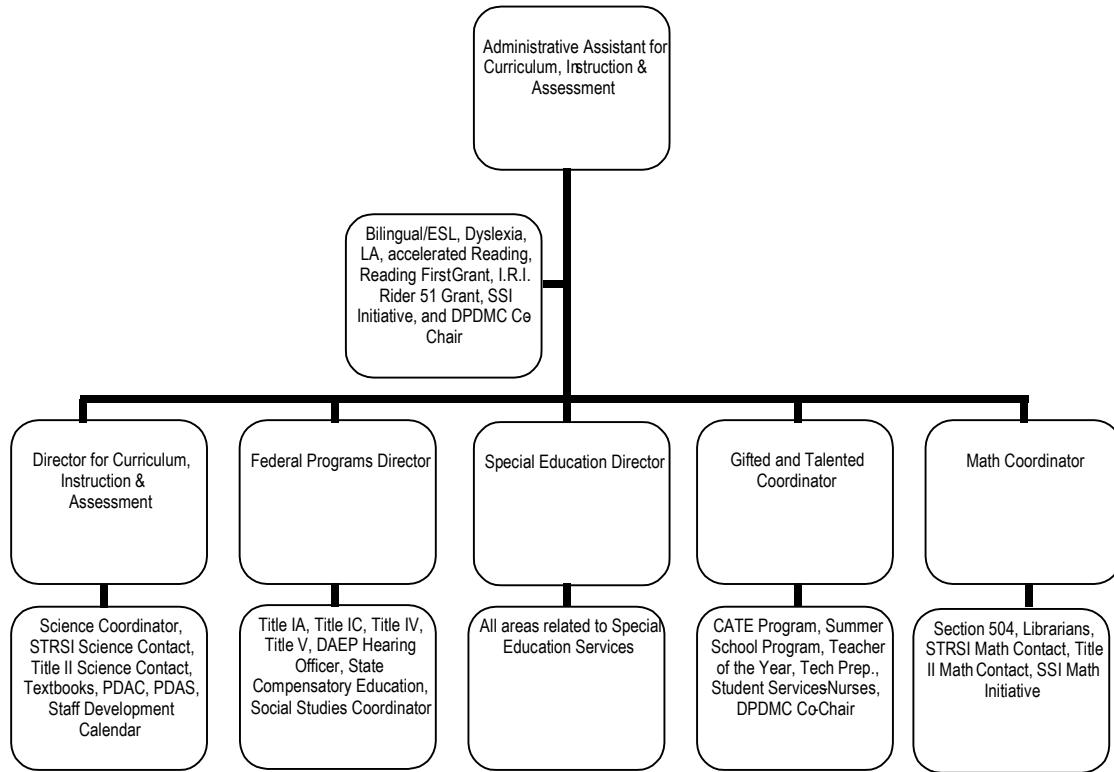 Administrative Assistant for
Curriculum, Instruction &
Assessment
Bilingual/ESL, Dyslexia,
LA, accelerated Reading,
Reading FirstGrant, I.R.I.
Rider 51 Grant, SSI
Initiative, and DPDMC Co-
Chair
Director for Curriculum,
Instruction &
Assessment
Federal Programs Director
Special Education Director
Gifted and Talented
Coordinator
Math Coordinator
Science Coordinator,
STRSI Science Contact,
Title II Science Contact,
Textbooks, PDAC, PDAS,
Staff Development
Calendar
Title IA, Title IC, Title IV,
Title V, DAEP Hearing
Officer, State
Compensatory Education,
Social Studies Coordinator
All areas related to Special
Education Services
CATE Program, Summer
School Program, Teacher
of the Year, Tech Prep.,
Student Services-Nurses,
DPDMC Co-Chair
Section 504, Librarians,
STRSI Math Contact, Title
II Math Contact, SSI Math
Initiative